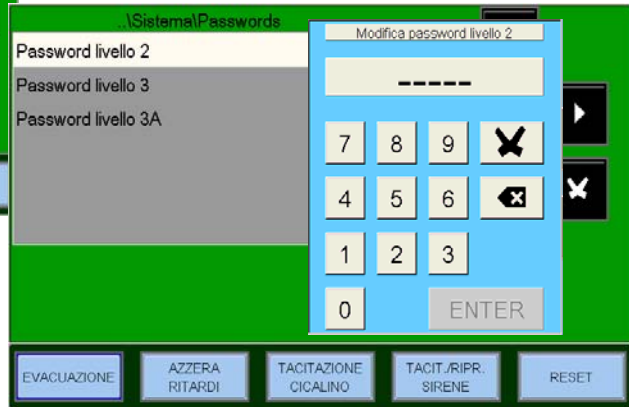 ..\Sistema\Passwords
Password livello 2
Password livello 3
Password livello 3A
Modifica password livello 2
-----
7 8 9
4 5 6
1 2 3
0 ENTER
EVACUAZIONE
AZZERA
RITARDI
TACITAZIONE
CICALINO
TACIT./RIPR.
SIRENE
RESET